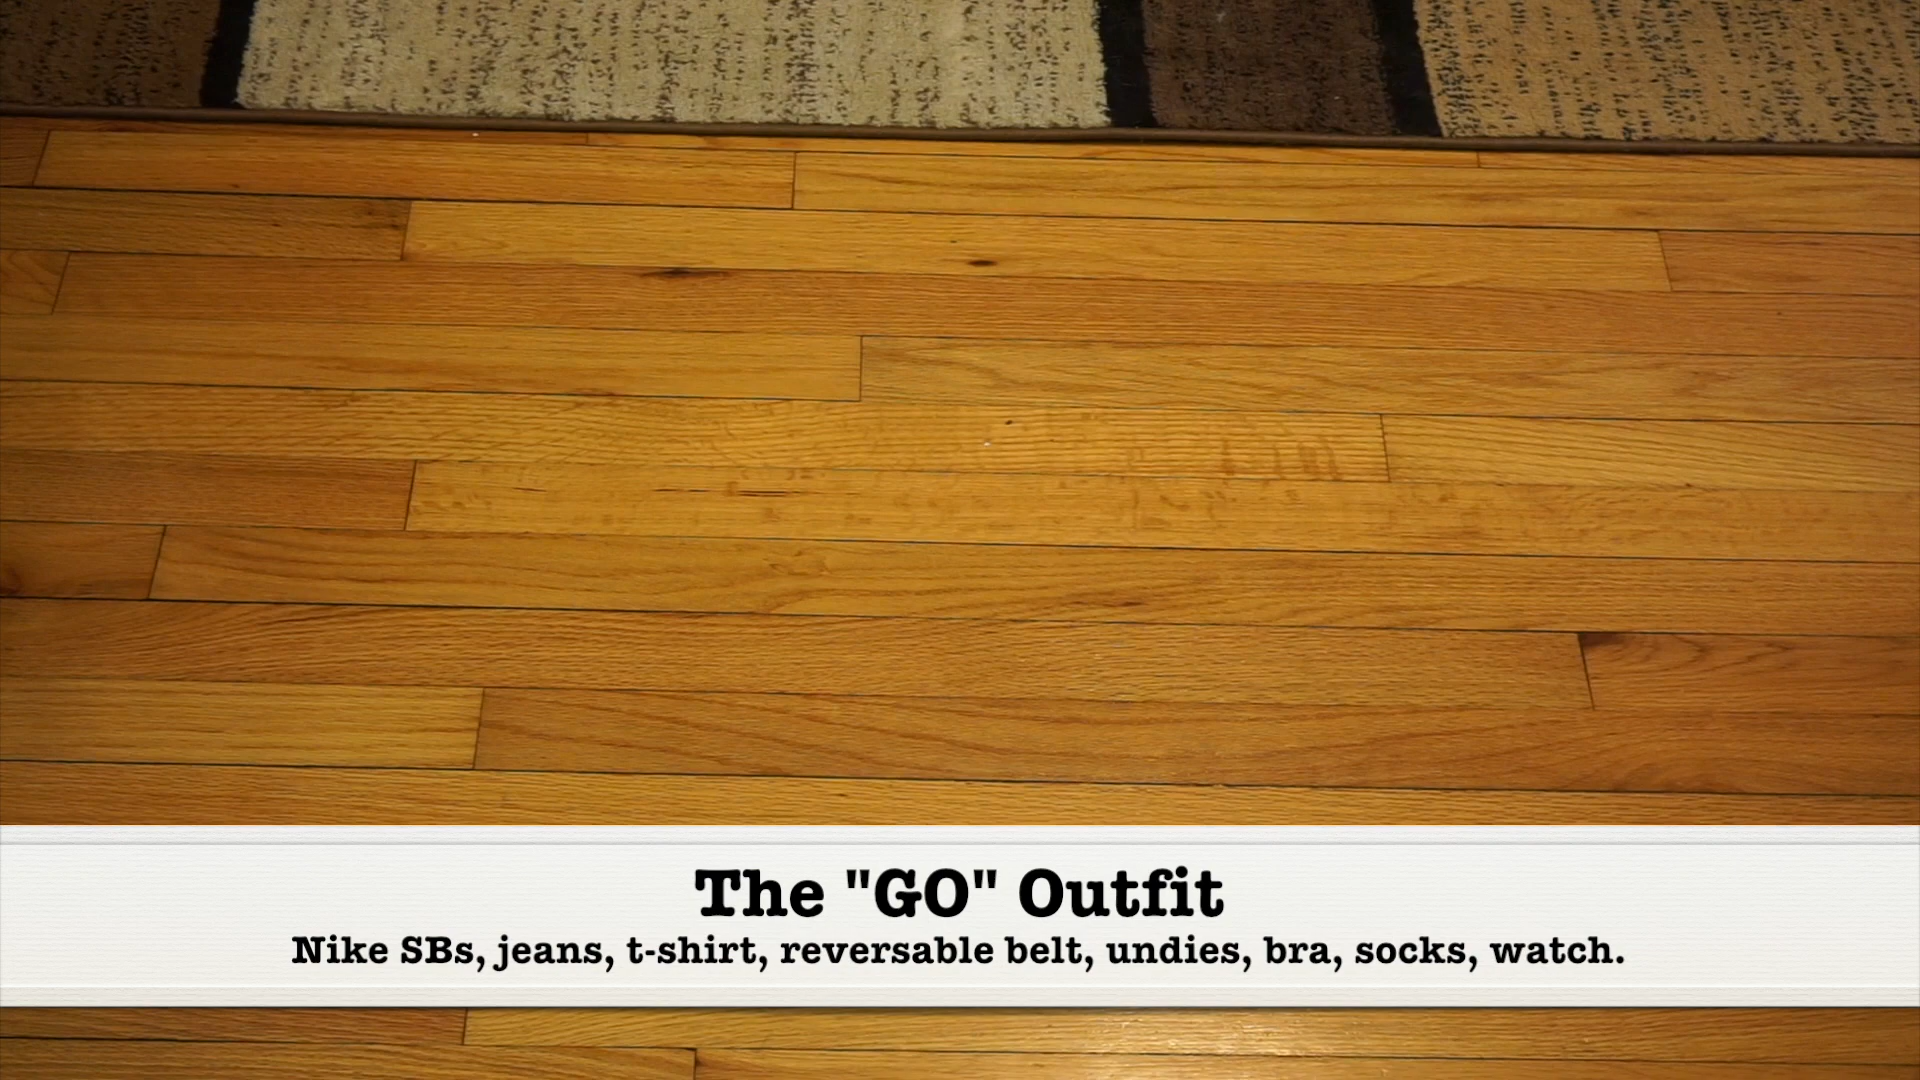 The "GO" Outfit
Nike SBs, jeans, t-shirt, reversable belt, undies, bra, socks, watch.